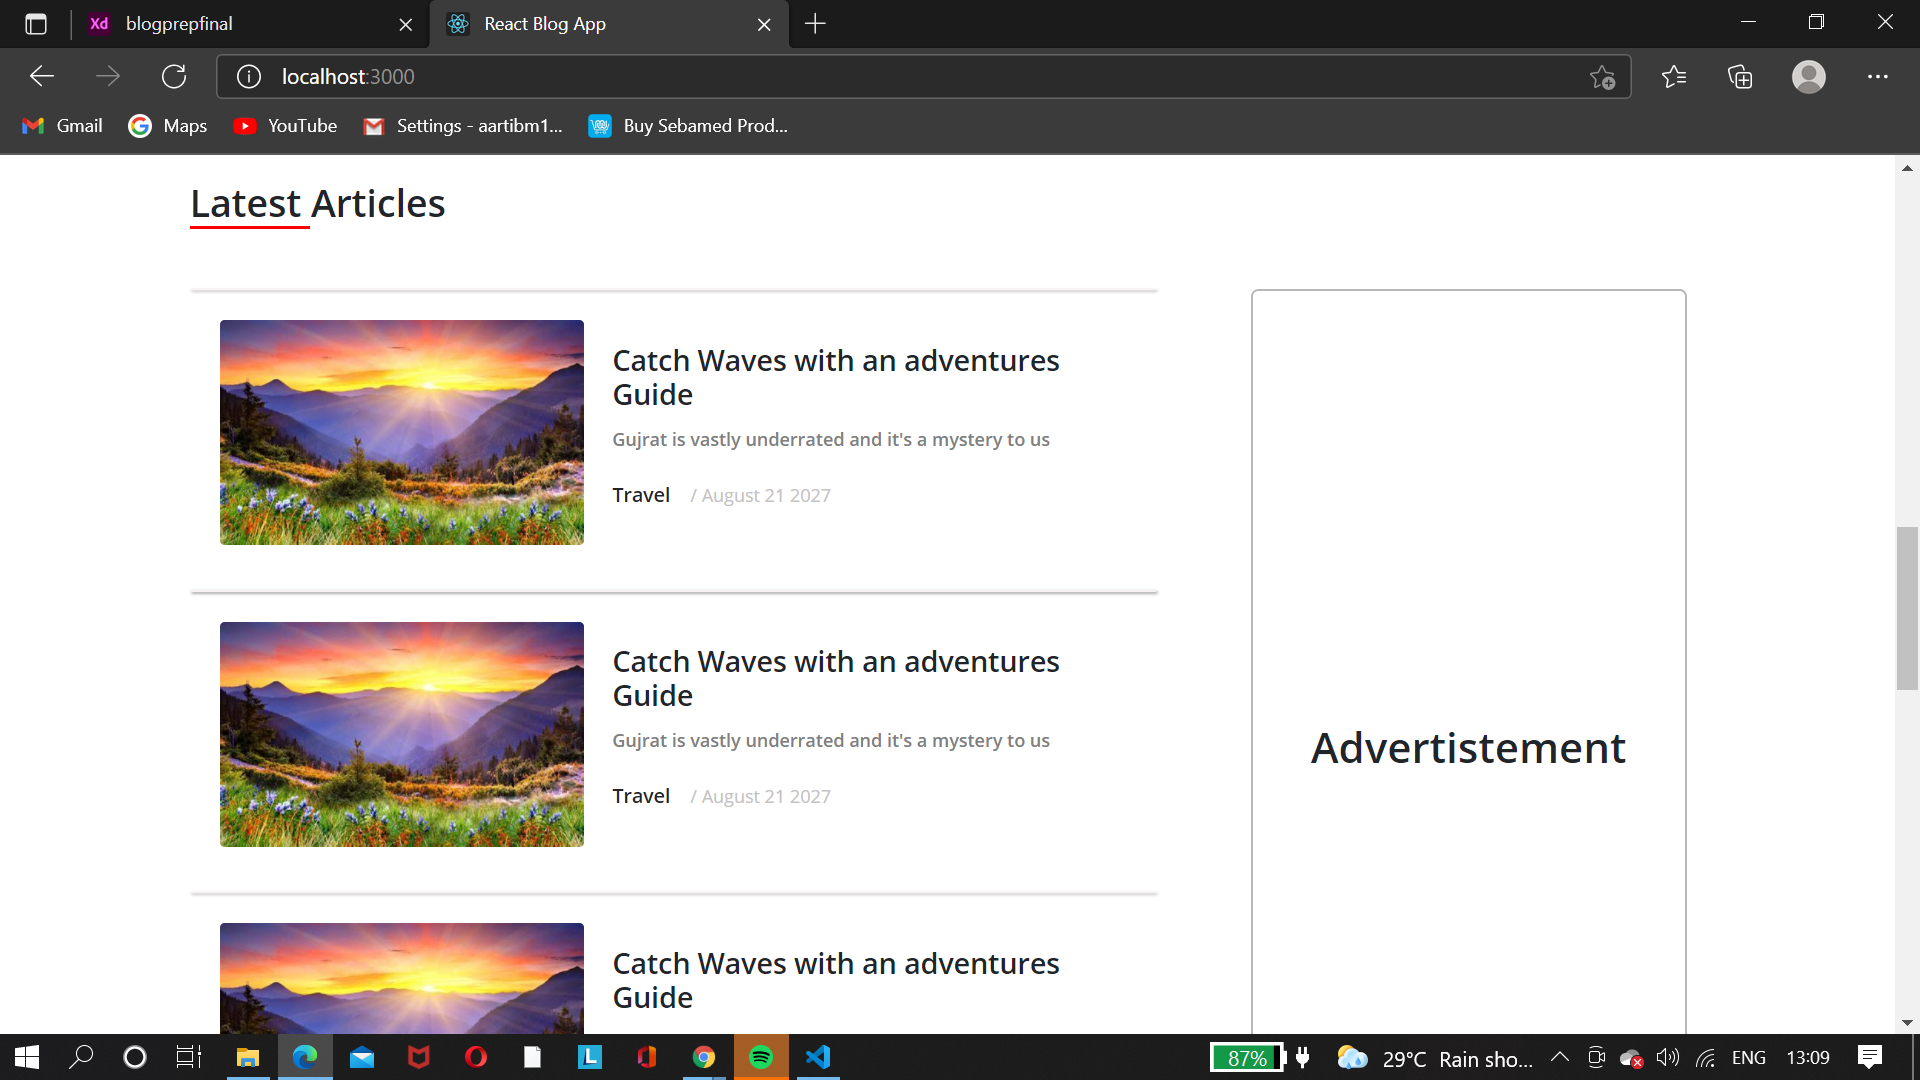 Xd blogprepfinal
React Blog App
localhost:3000
Gmail
Maps
YouTube
Settings - aartibm1...
Buy Sebamed Prod...
Latest Articles
Catch Waves with an adventures
Guide
Gujrat is vastly underrated and it's a mystery to us
Travel / August 21 2027
Catch Waves with an adventures
Guide
Gujrat is vastly underrated and it's a mystery to us
Travel / August 21 2027
Catch Waves with an adventures
Guide
Advertistement
L
87%
29°C Rain sho...
ENG
13:09